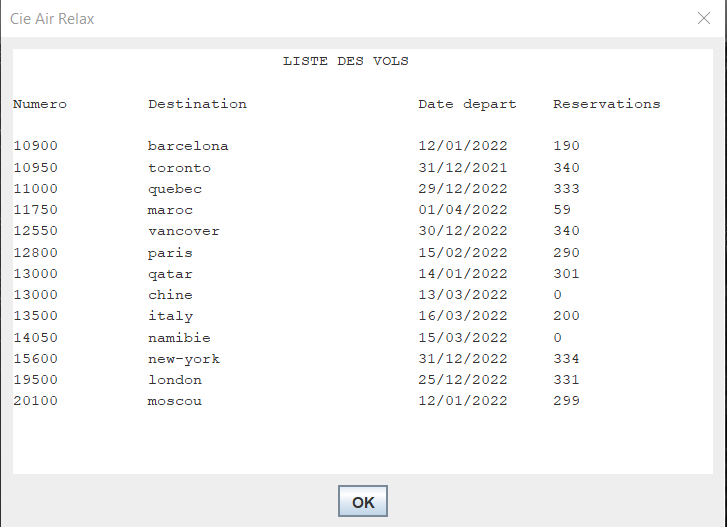 Cie Air Relax
LISTE DES VOLS
Numero Destination Date depart Reservations
10900 barcelona 12/01/2022 190
10950 toronto 31/12/2021 340
11000 quebec 29/12/2022 333
11750 maroc 01/04/2022 59
12550 vancover 30/12/2022 340
12800 paris 15/02/2022 290
13000 qatar 14/01/2022 301
13000 chine 13/03/2022 0
13500 italy 16/03/2022 200
14050 namibie 15/03/2022 0
15600 new-york 31/12/2022 334
19500 london 25/12/2022 331
20100 moscou 12/01/2022 299
OK